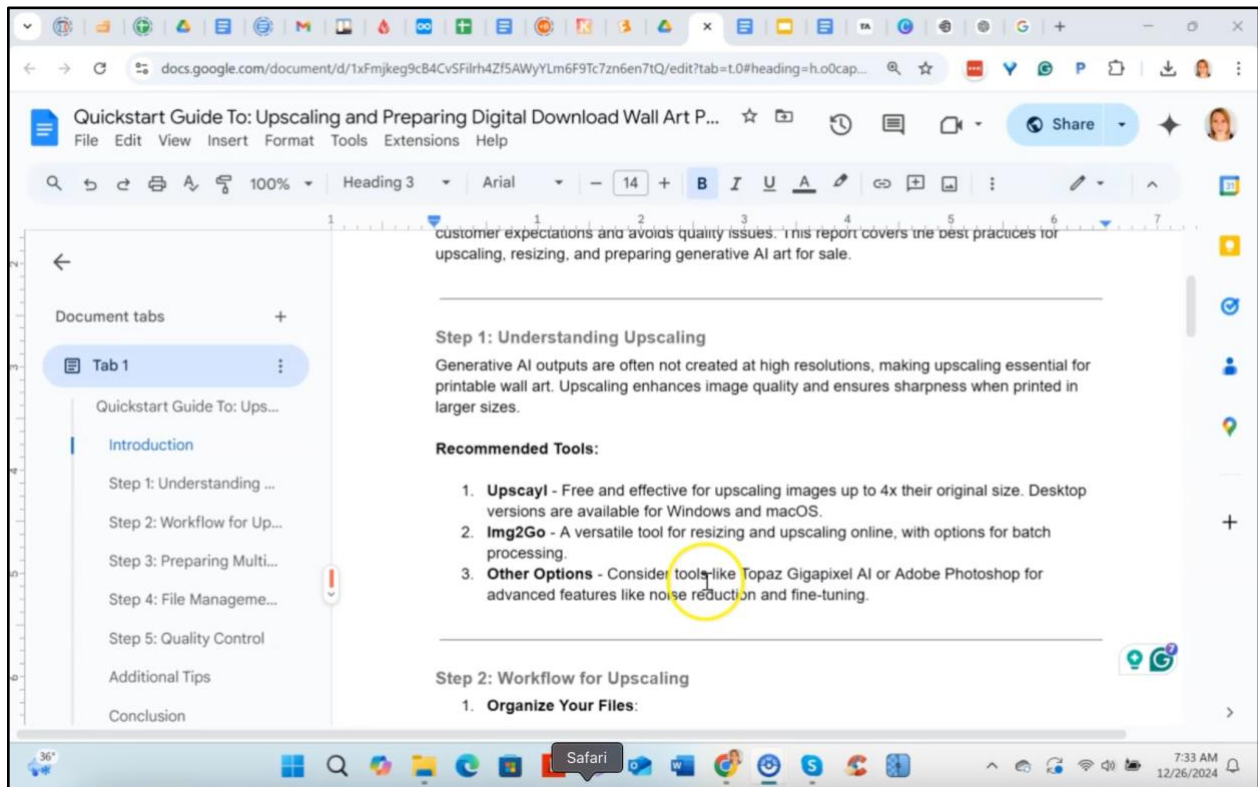 docs.google.com/document/d/1xFmjkeg9cB4CvSFilrh4Zf5AWyYLm6F9Tc7zn6en7tQ/edit?tab=t.0#heading=h.o0cap...
Quickstart Guide To: Upscaling and Preparing Digital Download Wall Art P...
Share
File Edit View Insert Format Tools Extensions Help
100% Heading 3 Arial 14 B I U A
1 1 2 3 4 5 6 7
customer expectations and avoids quality issues. This report covers the best practices for
upscaling, resizing, and preparing generative AI art for sale.
Document tabs
Tab 1
Quickstart Guide To: Ups...
Introduction
Step 1: Understanding ...
Step 2: Workflow for Up...
Step 3: Preparing Multi...
Step 4: File Manageme...
Step 5: Quality Control
Additional Tips
Conclusion
Step 1: Understanding Upscaling
Generative AI outputs are often not created at high resolutions, making upscaling essential for
printable wall art. Upscaling enhances image quality and ensures sharpness when printed in
larger sizes.
Recommended Tools:
1. Upscayl - Free and effective for upscaling images up to 4x their original size. Desktop
versions are available for Windows and macOS.
2. Img2Go - A versatile tool for resizing and upscaling online, with options for batch
processing.
3. Other Options - Consider tools like Topaz Gigapixel AI or Adobe Photoshop for
advanced features like noise reduction and fine-tuning.
Step 2: Workflow for Upscaling
1. Organize Your Files:
36°
Safari
7:33 AM
12/26/2024